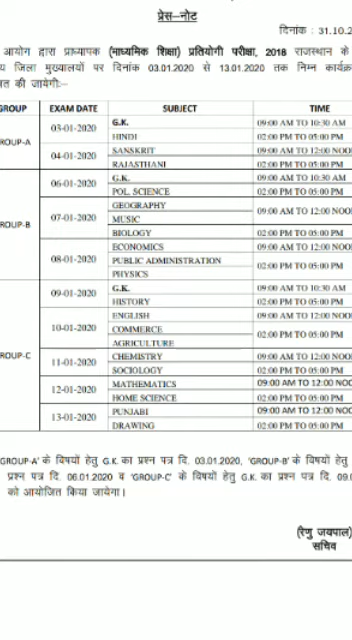 प्रेस–नोट
दिनांक : 31.10.2
आयोग द्वारा प्राध्यापक (माध्यमिक शिक्षा) प्रतियोगी परीक्षा, 2018 राजस्थान के
जिला मुख्यालयों पर दिनांक 03.01.2020 से 13.01.2020 तक निम्न कार्यक्र
की जायेगी:–
GROUP EXAM DATE SUBJECT TIME
ROUP-A 03-01-2020 G.K. 09:00 AM TO 10:30 AM
HINDI 02:00 PM TO 05:00 PM
04-01-2020 SANSKRIT 09:00 AM TO 12:00 NOO
RAJASTHANI 02:00 PM TO 05:00 PM
ROUP-B 06-01-2020 G.K. 09:00 AM TO 10:30 AM
POL. SCIENCE 02:00 PM TO 05:00 PM
07-01-2020 GEOGRAPHY 09:00 AM TO 12:00 NOO
MUSIC
BIOLOGY 02:00 PM TO 05:00 PM
08-01-2020 ECONOMICS 09:00 AM TO 12:00 NOO
PUBLIC ADMINISTRATION 02:00 PM TO 05:00 PM
PHYSICS
ROUP-C 09-01-2020 G.K. 09:00 AM TO 10:30 AM
HISTORY 02:00 PM TO 05:00 PM
10-01-2020 ENGLISH 09:00 AM TO 12:00 NOO
COMMERCE 02:00 PM TO 05:00 PM
AGRICULTURE
11-01-2020 CHEMISTRY 09:00 AM TO 12:00 NOO
SOCIOLOGY 02:00 PM TO 05:00 PM
12-01-2020 MATHEMATICS 09:00 AM TO 12:00 NOO
HOME SCIENCE 02:00 PM TO 05:00 PM
13-01-2020 PUNJABI 09:00 AM TO 12:00 NOO
DRAWING 02:00 PM TO 05:00 PM
GROUP-A' के विषयों हेतु G.K. का प्रश्न पत्र दि. 03.01.2020, 'GROUP-B' के विषयों हेतु
प्रश्न पत्र दि. 06.01.2020 व 'GROUP-C' के विषयों हेतु G.K. का प्रश्न पत्र दि. 09.0
को आयोजित किया जायेगा।
(रेणु जयपाल)
सचिव